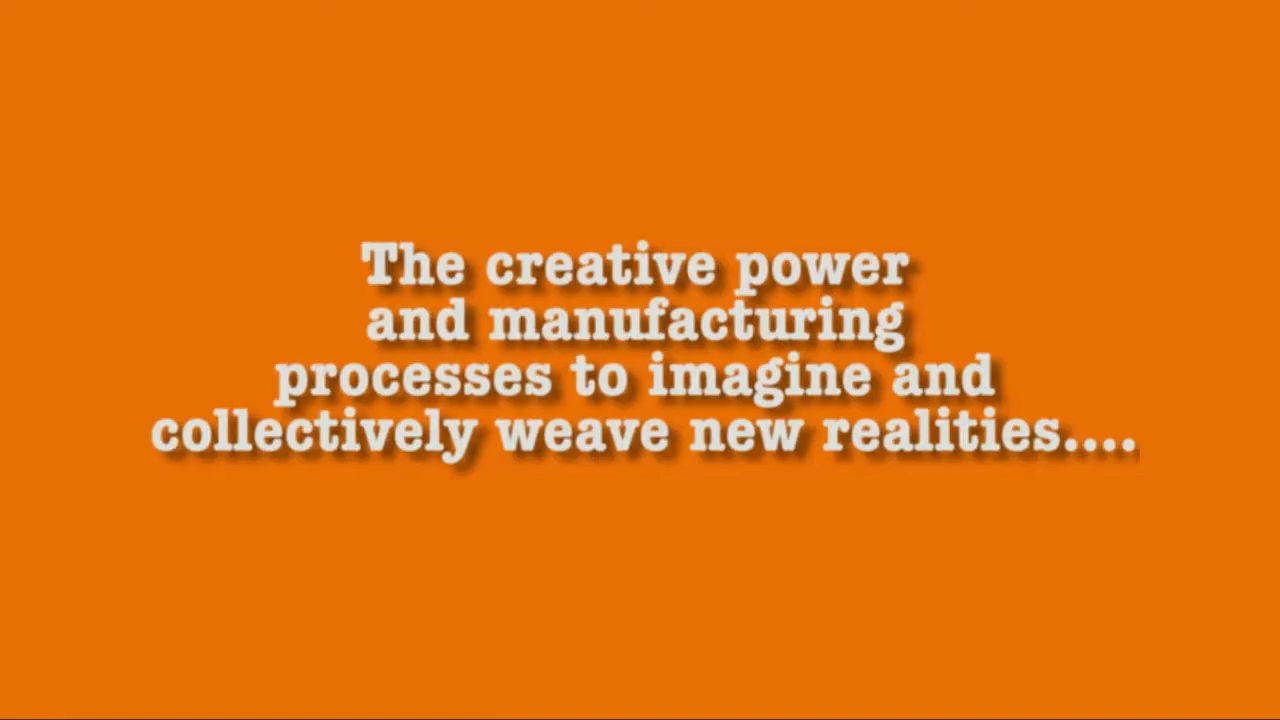 The creative power
and manufacturing
processes to imagine and
collectively weave new realities....